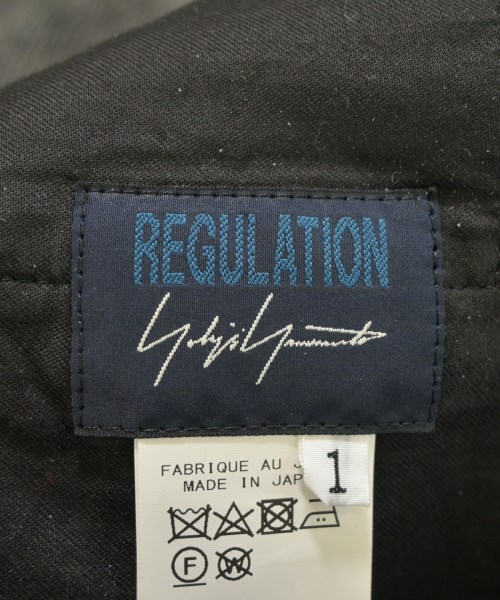 REGULATION
Yohji Yamamoto
FABRIQUE AU J
MADE IN JAP
1
F
W